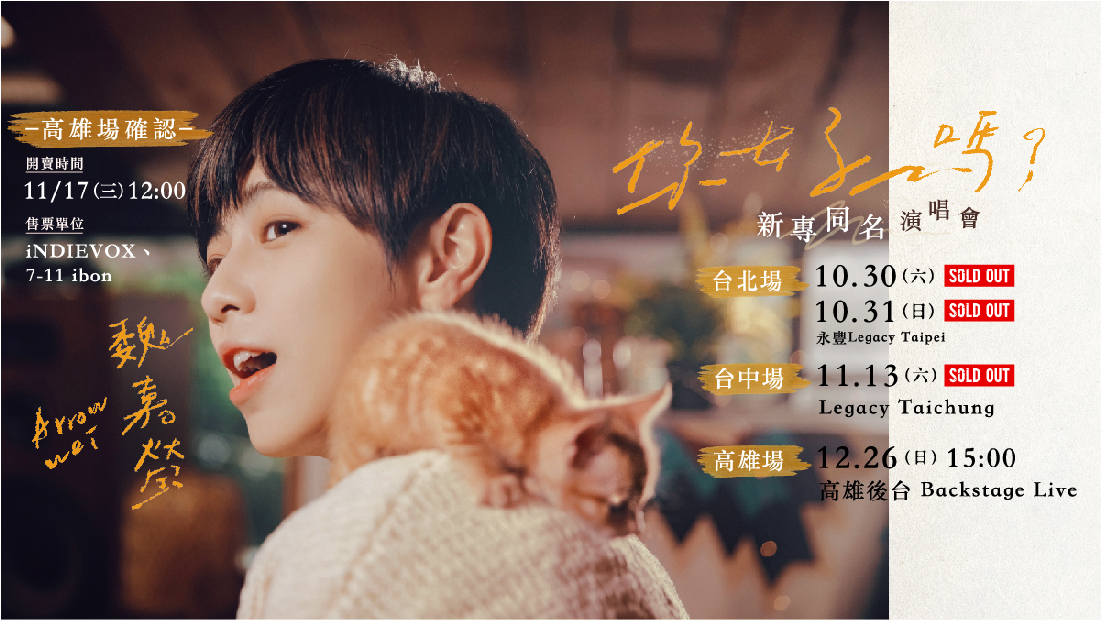 –高雄場確認–
開賣時間
11/17(三)12:00
售票單位
iNDIEVOX、
7-11 ibon
魏嘉瑩
Arrow
wei
你好嗎?
新專同名演唱會
台北場 10.30(六) SOLD OUT
10.31(日) SOLD OUT
永豐Legacy Taipei
台中場 11.13(六) SOLD OUT
Legacy Taichung
高雄場 12.26(日) 15:00
高雄後台 Backstage Live